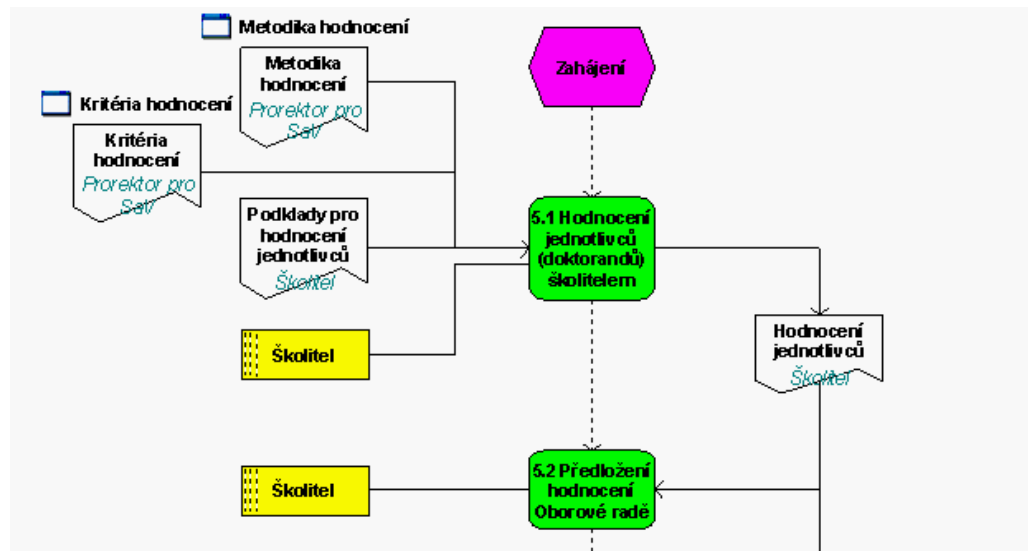 Metodika hodnocení
Metodika
hodnocení
Prorektor pro
SaV
Kritéria hodnocení
Kritéria
hodnocení
Prorektor pro
SaV
Zahájení
Podklady pro
hodnocení
jednotlivců
Školitel
5.1 Hodnocení
jednotlivců
(doktorandů)
školitelem
Školitel
Hodnocení
jednotlivců
Školitel
Školitel
5.2 Předložení
hodnocení
Oborové radě